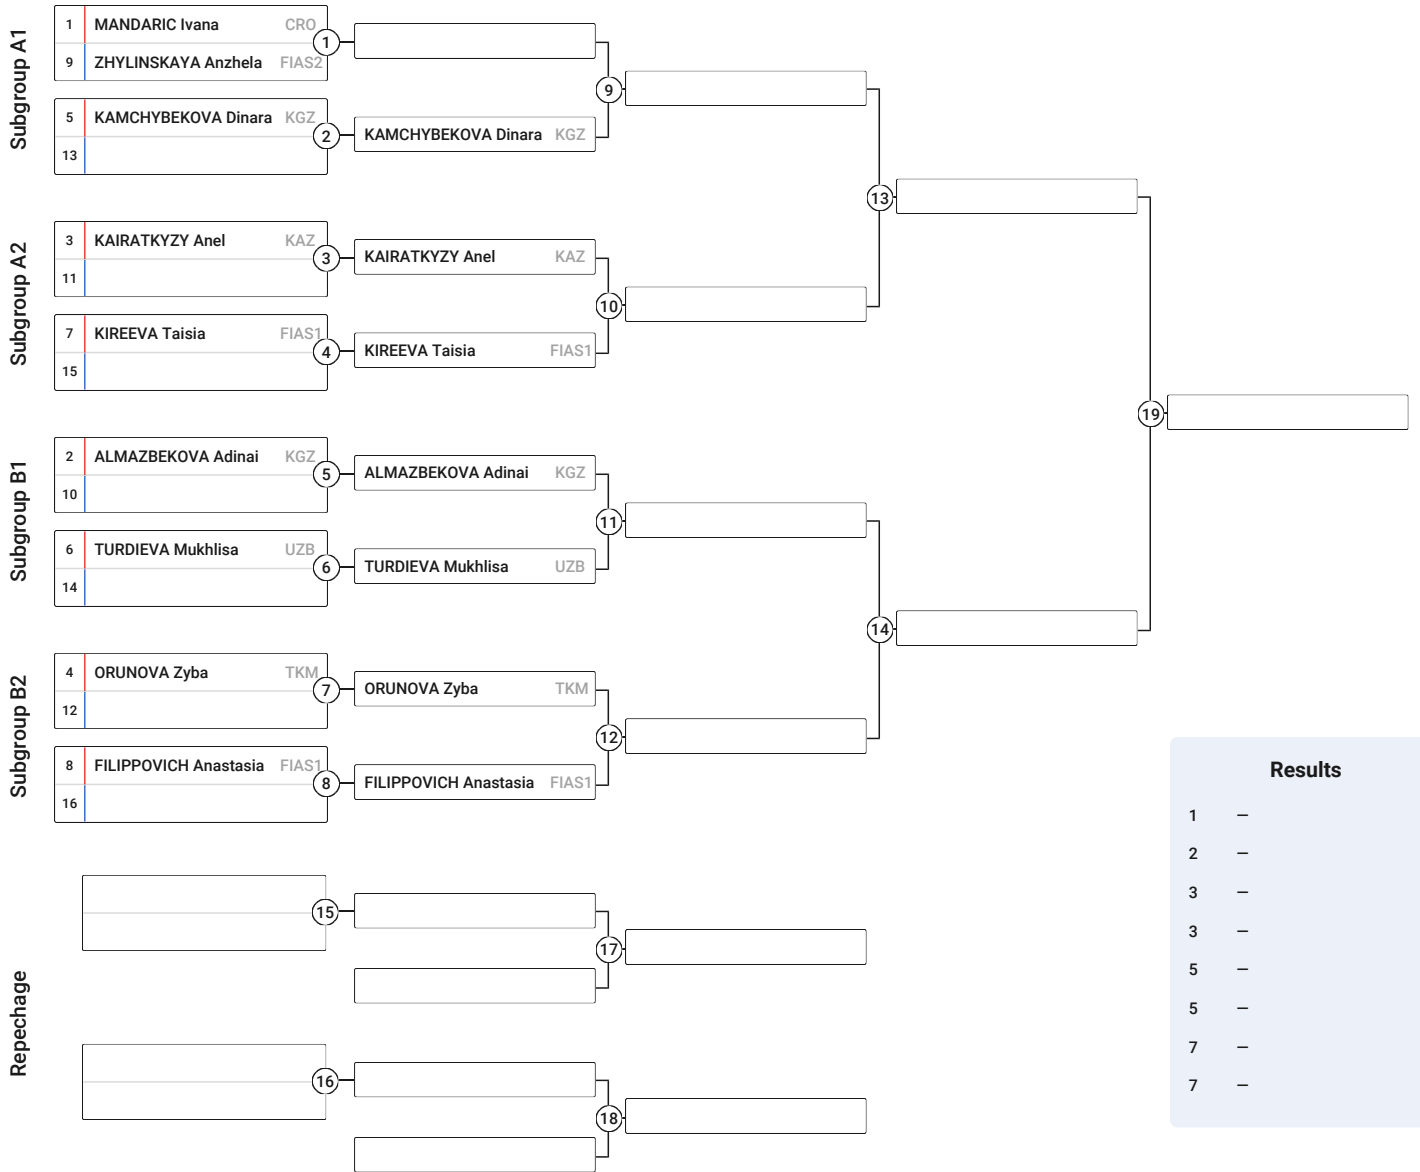 Subgroup A1
1 MANDARIC Ivana CRO
9 ZHYLINSKAYA Anzhela FIAS2
1
5 KAMCHYBEKOVA Dinara KGZ
13
2
KAMCHYBEKOVA Dinara KGZ
9
Subgroup A2
3 KAIRATKYZY Anel KAZ
11
3
KAIRATKYZY Anel KAZ
7 KIREEVA Taisia FIAS1
15
4
KIREEVA Taisia FIAS1
10
13
Subgroup B1
2 ALMAZBEKOVA Adinai KGZ
10
5
ALMAZBEKOVA Adinai KGZ
6 TURDIEVA Mukhlisa UZB
14
6
TURDIEVA Mukhlisa UZB
11
Subgroup B2
4 ORUNOVA Zyba TKM
12
7
ORUNOVA Zyba TKM
8 FILIPPOVICH Anastasia FIAS1
16
8
FILIPPOVICH Anastasia FIAS1
12
14
19
Repechage
15
17
16
18
Results
1 –
2 –
3 –
3 –
5 –
5 –
7 –
7 –